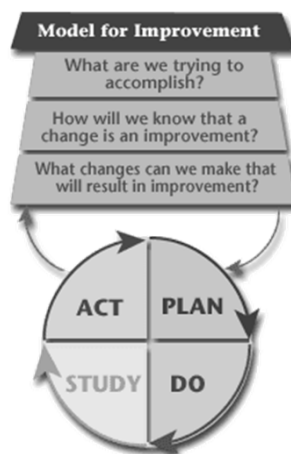 Model for Improvement
What are we trying to
accomplish?
How will we know that a
change is an improvement?
What changes can we make that
will result in improvement?
ACT
PLAN
STUDY
DO